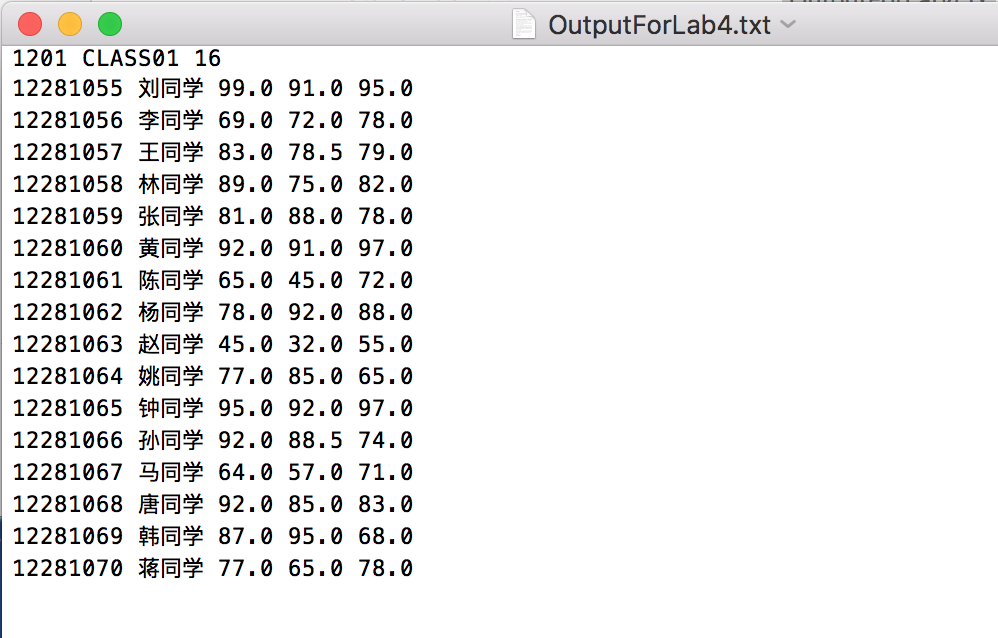 OutputForLab4.txt
1201 CLASS01 16
12281055 刘同学 99.0 91.0 95.0
12281056 李同学 69.0 72.0 78.0
12281057 王同学 83.0 78.5 79.0
12281058 林同学 89.0 75.0 82.0
12281059 张同学 81.0 88.0 78.0
12281060 黄同学 92.0 91.0 97.0
12281061 陈同学 65.0 45.0 72.0
12281062 杨同学 78.0 92.0 88.0
12281063 赵同学 45.0 32.0 55.0
12281064 姚同学 77.0 85.0 65.0
12281065 钟同学 95.0 92.0 97.0
12281066 孙同学 92.0 88.5 74.0
12281067 马同学 64.0 57.0 71.0
12281068 唐同学 92.0 85.0 83.0
12281069 韩同学 87.0 95.0 68.0
12281070 蒋同学 77.0 65.0 78.0